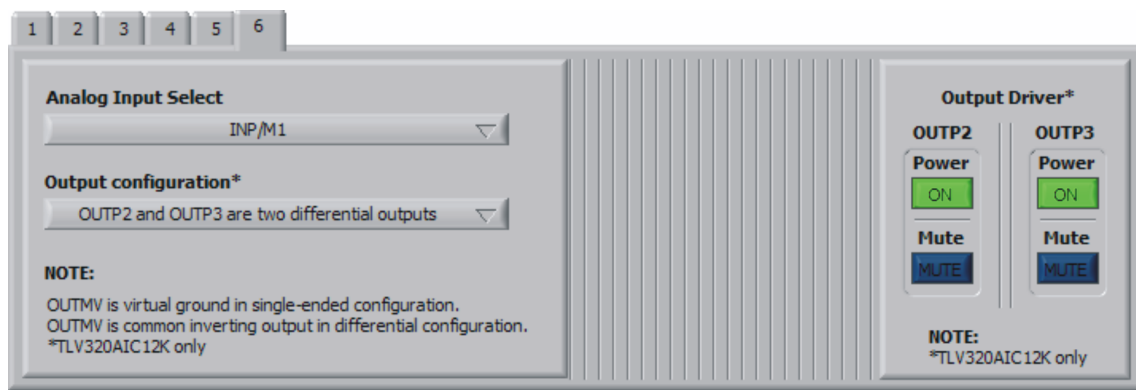 1 2 3 4 5 6
Analog Input Select
INP/M1
Output configuration*
OUTP2 and OUTP3 are two differential outputs
NOTE:
OUTMV is virtual ground in single-ended configuration.
OUTMV is common inverting output in differential configuration.
*TLV320AIC12K only
Output Driver*
OUTP2 OUTP3
Power Power
ON ON
Mute Mute
MUTE MUTE
NOTE:
*TLV320AIC12K only